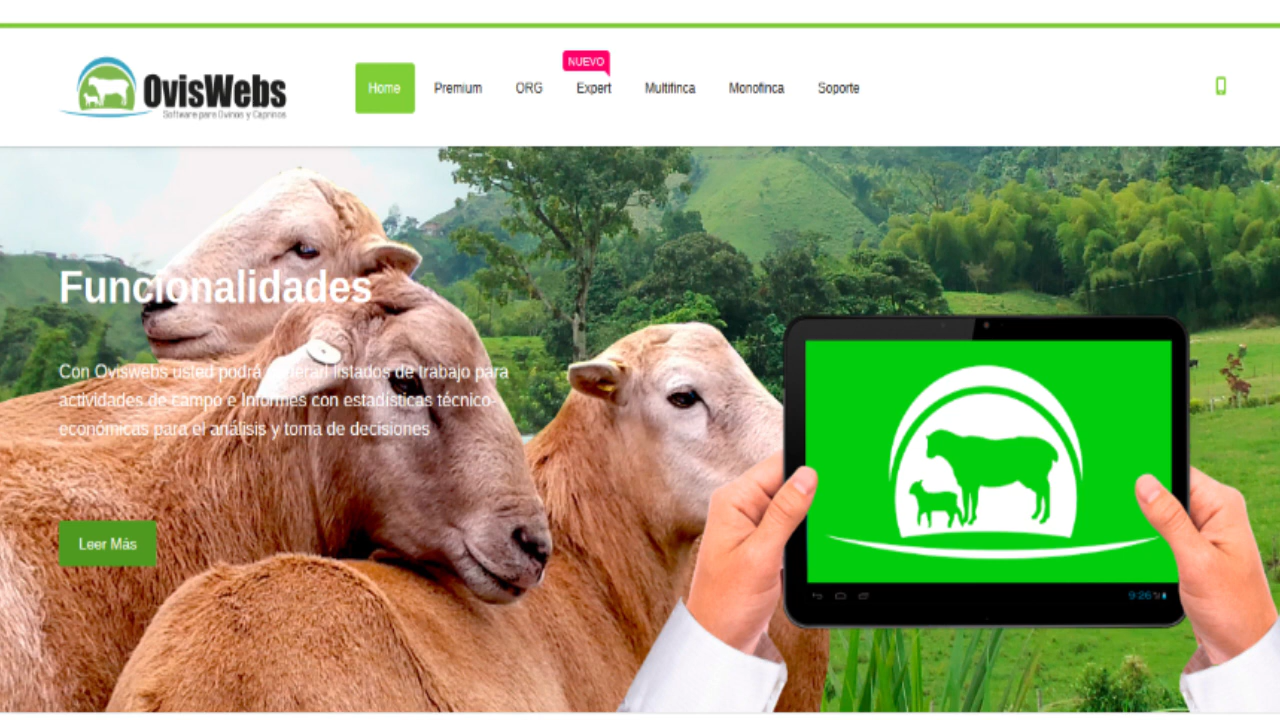 OvisWebs
Software para Ovinos y Caprinos
Home
Premium
ORG
NUEVO
Expert
Multifinca
Monofinca
Soporte
Funcionalidades
Con Oviswebs usted podrá listados de trabajo para
actividades de campo e Informes con estadísticas técnico-
económicas para el análisis y toma de decisiones
Leer Más
9:26